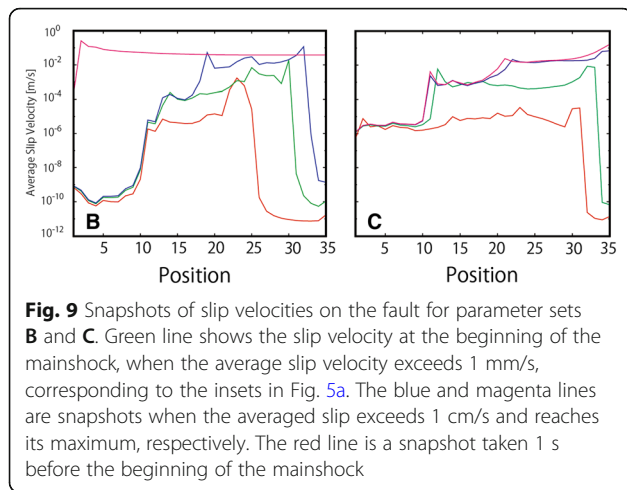 Average Slip Velocity [m/s]
10^0
10^-2
10^-4
10^-6
10^-8
10^-10
10^-12
B
C
5 10 15 20 25 30 35
5 10 15 20 25 30 35
Position
Position
Fig. 9 Snapshots of slip velocities on the fault for parameter sets
B and C. Green line shows the slip velocity at the beginning of the
mainshock, when the average slip velocity exceeds 1 mm/s,
corresponding to the insets in Fig. 5a. The blue and magenta lines
are snapshots when the averaged slip exceeds 1 cm/s and reaches
its maximum, respectively. The red line is a snapshot taken 1 s
before the beginning of the mainshock